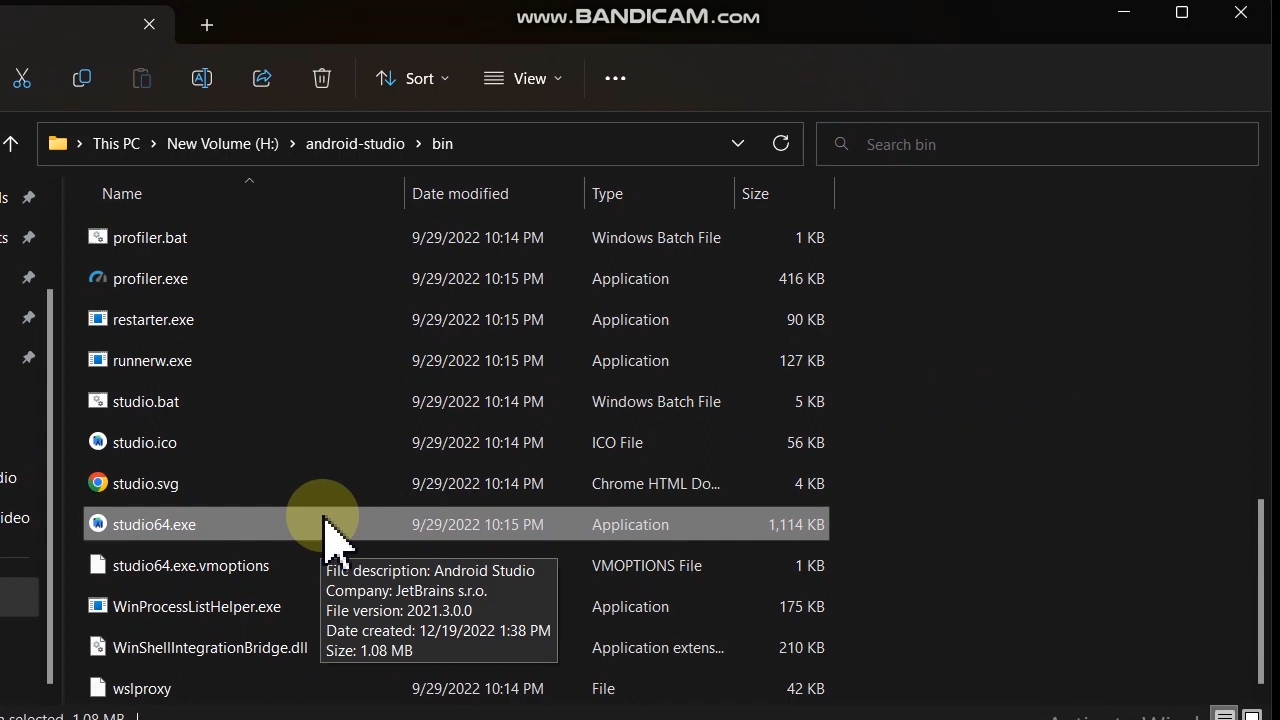 www.BANDICAM.com
Sort
View
This PC
New Volume (H:)
android-studio
bin
Search bin
Name
Date modified
Type
Size
profiler.bat 9/29/2022 10:14 PM Windows Batch File 1 KB
profiler.exe 9/29/2022 10:15 PM Application 416 KB
restarter.exe 9/29/2022 10:15 PM Application 90 KB
runnerw.exe 9/29/2022 10:15 PM Application 127 KB
studio.bat 9/29/2022 10:14 PM Windows Batch File 5 KB
studio.ico 9/29/2022 10:14 PM ICO File 56 KB
studio.svg 9/29/2022 10:14 PM Chrome HTML Do... 4 KB
studio64.exe 9/29/2022 10:15 PM Application 1,114 KB
studio64.exe.vmoptions VMOPTIONS File 1 KB
WinProcessListHelper.exe Application 175 KB
WinShellIntegrationBridge.dll Application extens... 210 KB
wslproxy 9/29/2022 10:14 PM File 42 KB
File description: Android Studio
Company: JetBrains s.r.o.
File version: 2021.3.0.0
Date created: 12/19/2022 1:38 PM
Size: 1.08 MB
selected 1.08 MB